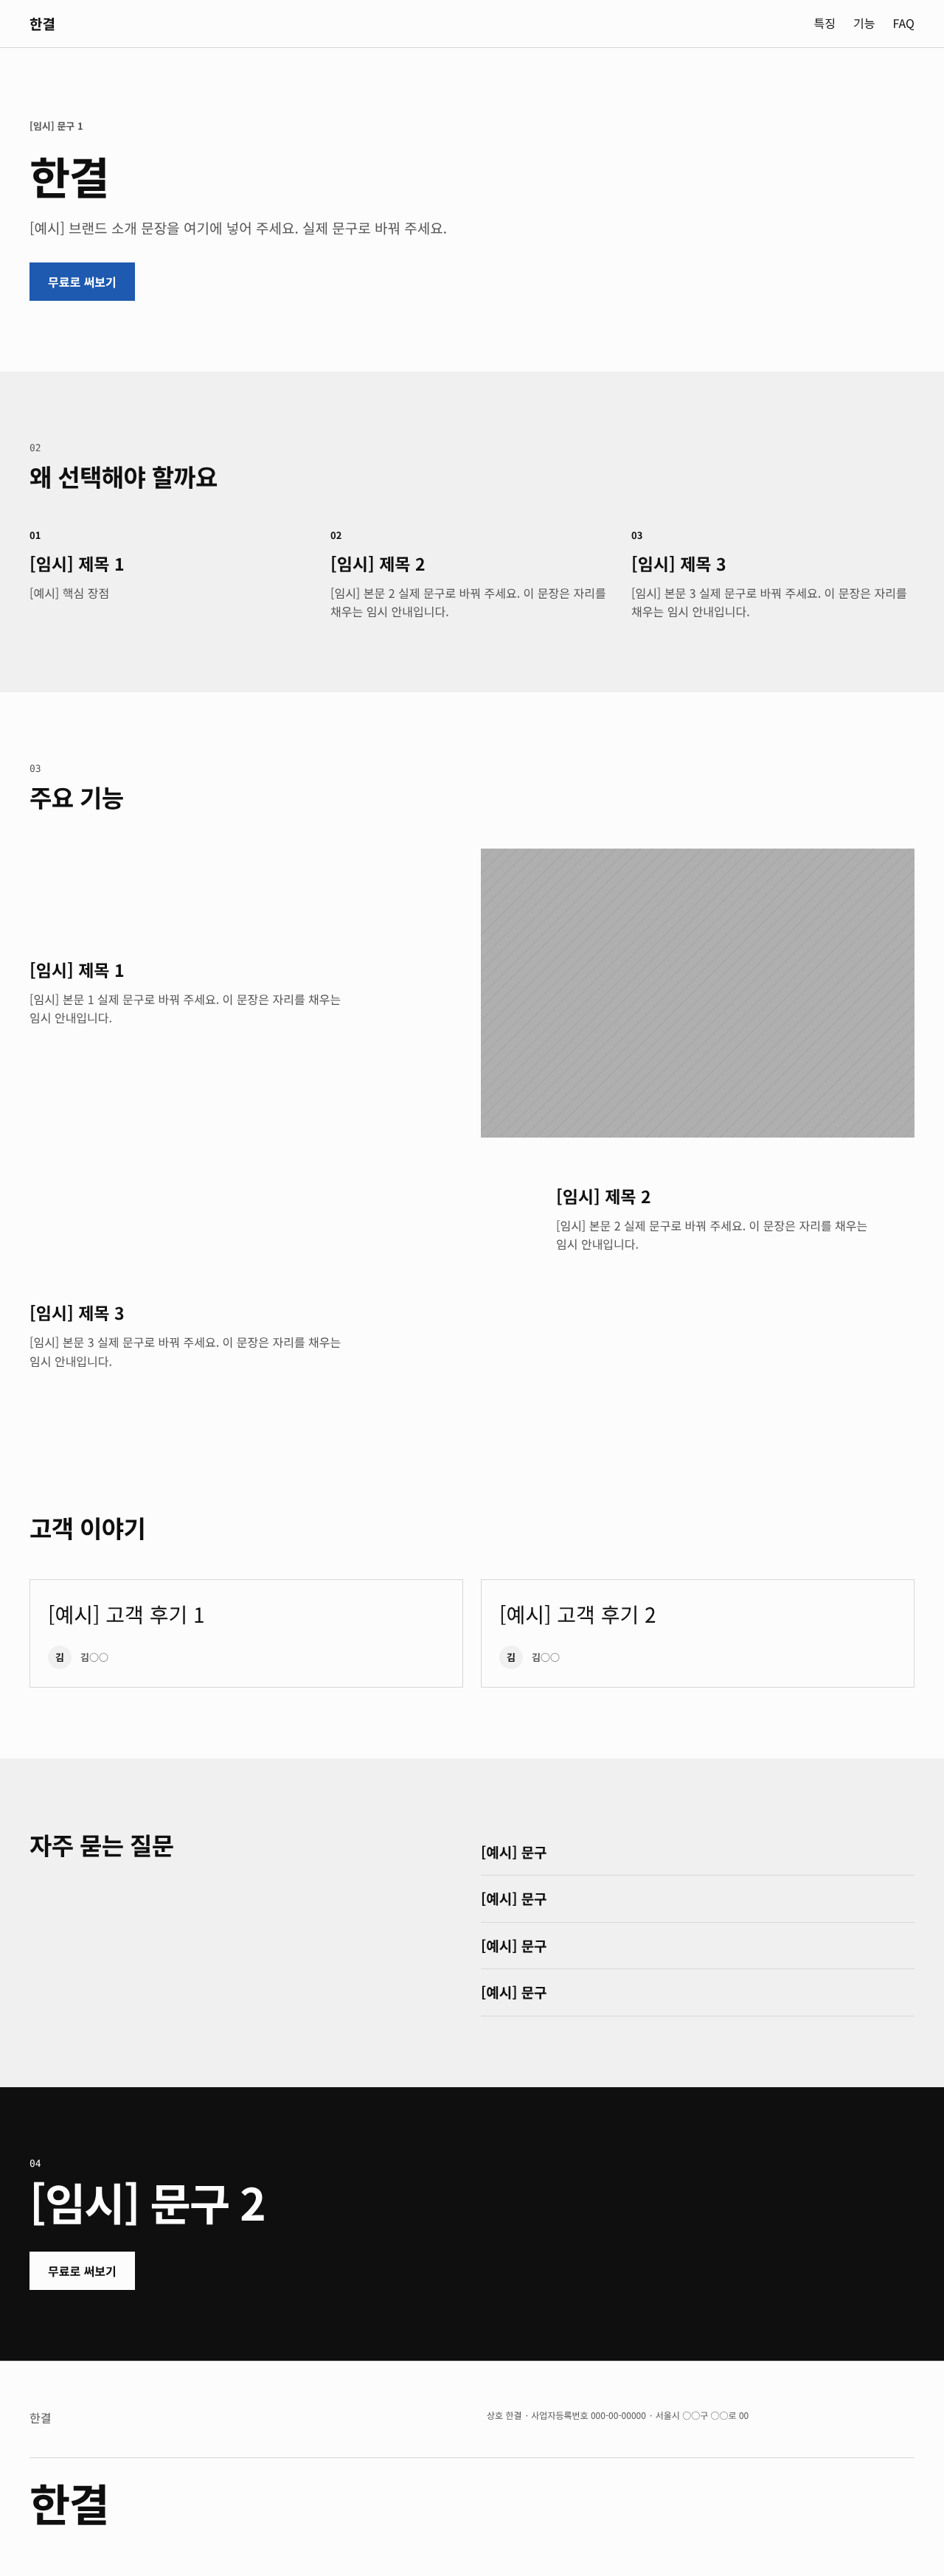 한결
특징 기능 FAQ
[임시] 문구 1
한결
[예시] 브랜드 소개 문장을 여기에 넣어 주세요. 실제 문구로 바꿔 주세요.
무료로 써보기
02
왜 선택해야 할까요
01
[임시] 제목 1
[예시] 핵심 장점
02
[임시] 제목 2
[임시] 본문 2 실제 문구로 바꿔 주세요. 이 문장은 자리를
채우는 임시 안내입니다.
03
[임시] 제목 3
[임시] 본문 3 실제 문구로 바꿔 주세요. 이 문장은 자리를
채우는 임시 안내입니다.
03
주요 기능
[임시] 제목 1
[임시] 본문 1 실제 문구로 바꿔 주세요. 이 문장은 자리를 채우는
임시 안내입니다.
[임시] 제목 2
[임시] 본문 2 실제 문구로 바꿔 주세요. 이 문장은 자리를 채우는
임시 안내입니다.
[임시] 제목 3
[임시] 본문 3 실제 문구로 바꿔 주세요. 이 문장은 자리를 채우는
임시 안내입니다.
고객 이야기
[예시] 고객 후기 1
김 김○○
[예시] 고객 후기 2
김 김○○
자주 묻는 질문
[예시] 문구
[예시] 문구
[예시] 문구
[예시] 문구
04
[임시] 문구 2
무료로 써보기
한결
상호 한결 · 사업자등록번호 000-00-00000 · 서울시 ○○구 ○○로 00
한결